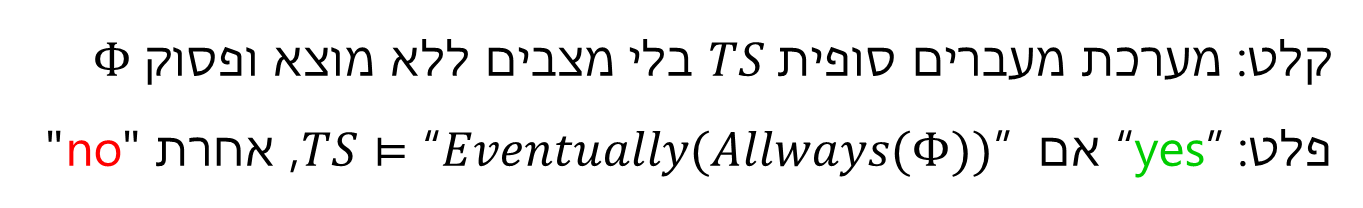 קלט: מערכת מעברים סופית TS בלי מצבים ללא מוצא ופסוק Φ
פלט: "yes" אם TS ⊨ "Eventually(Allways(Φ))", אחרת "no"